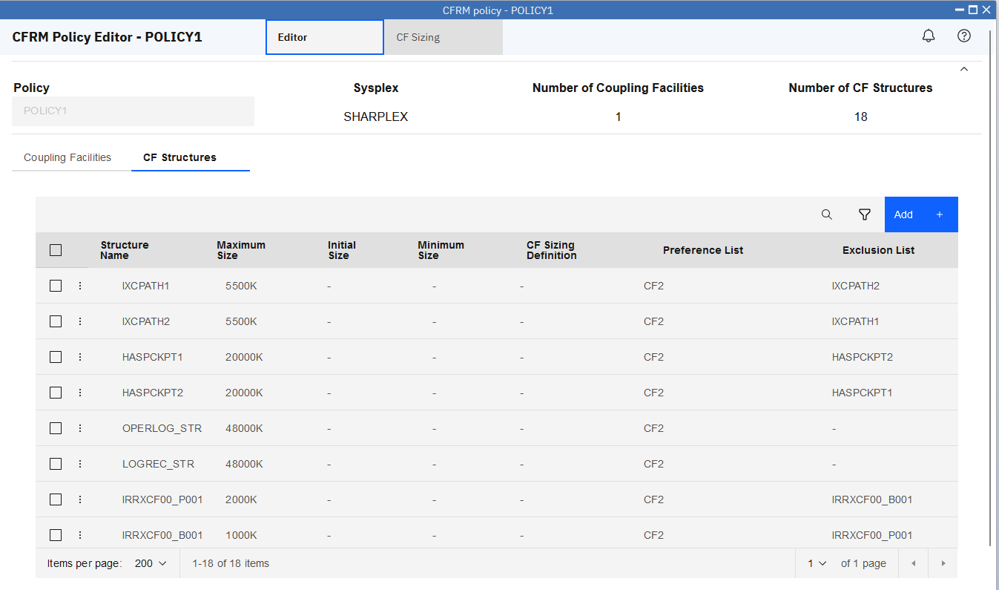 CFRM policy - POLICY1
CFRM Policy Editor - POLICY1 Editor CF Sizing
Policy Sysplex Number of Coupling Facilities Number of CF Structures
POLICY1 SHARPLEX 1 18
Coupling Facilities CF Structures
Add +
Structure Name Maximum Size Initial Size Minimum Size CF Sizing Definition Preference List Exclusion List
IXCPATH1 5500K - - - CF2 IXCPATH2
IXCPATH2 5500K - - - CF2 IXCPATH1
HASPCKPT1 20000K - - - CF2 HASPCKPT2
HASPCKPT2 20000K - - - CF2 HASPCKPT1
OPERLOG_STR 48000K - - - CF2 -
LOGREC_STR 48000K - - - CF2 -
IRRXCF00_P001 2000K - - - CF2 IRRXCF00_B001
IRRXCF00_B001 1000K - - - CF2 IRRXCF00_P001
Items per page: 200 1-18 of 18 items 1 of 1 page